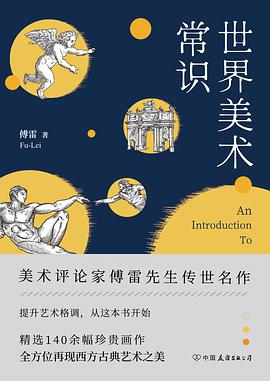 世界美术
常识
傅雷 著
Fu-Lei
An
Introduction
To
美术评论家傅雷先生传世名作
提升艺术格调，从这本书开始
精选140余幅珍贵画作
全方位再现西方古典艺术之美
中国友谊出版公司